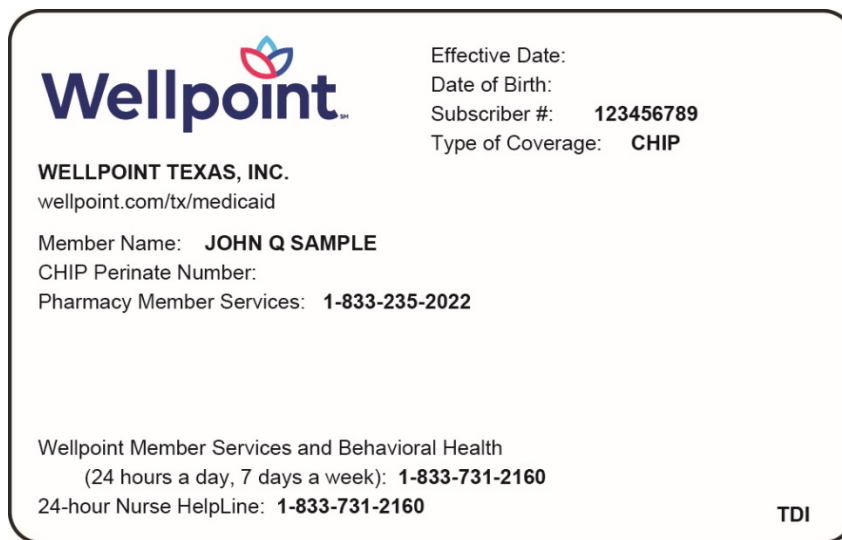 Wellpoint SM
Effective Date:
Date of Birth:
Subscriber #: 123456789
Type of Coverage: CHIP
WELLPOINT TEXAS, INC.
wellpoint.com/tx/medicaid
Member Name: JOHN Q SAMPLE
CHIP Perinate Number:
Pharmacy Member Services: 1-833-235-2022
Wellpoint Member Services and Behavioral Health
(24 hours a day, 7 days a week): 1-833-731-2160
24-hour Nurse HelpLine: 1-833-731-2160
TDI